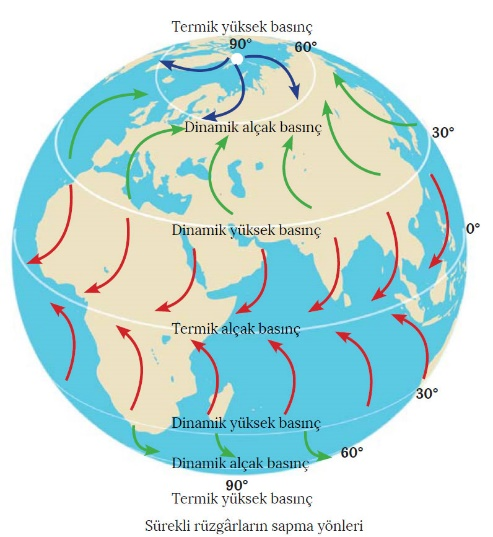 Termik yüksek basınç
90°
60°
Dinamik alçak basınç
30°
Dinamik yüksek basınç
0°
Termik alçak basınç
30°
Dinamik yüksek basınç
60°
Dinamik alçak basınç
90°
Termik yüksek basınç
Sürekli rüzgârların sapma yönleri